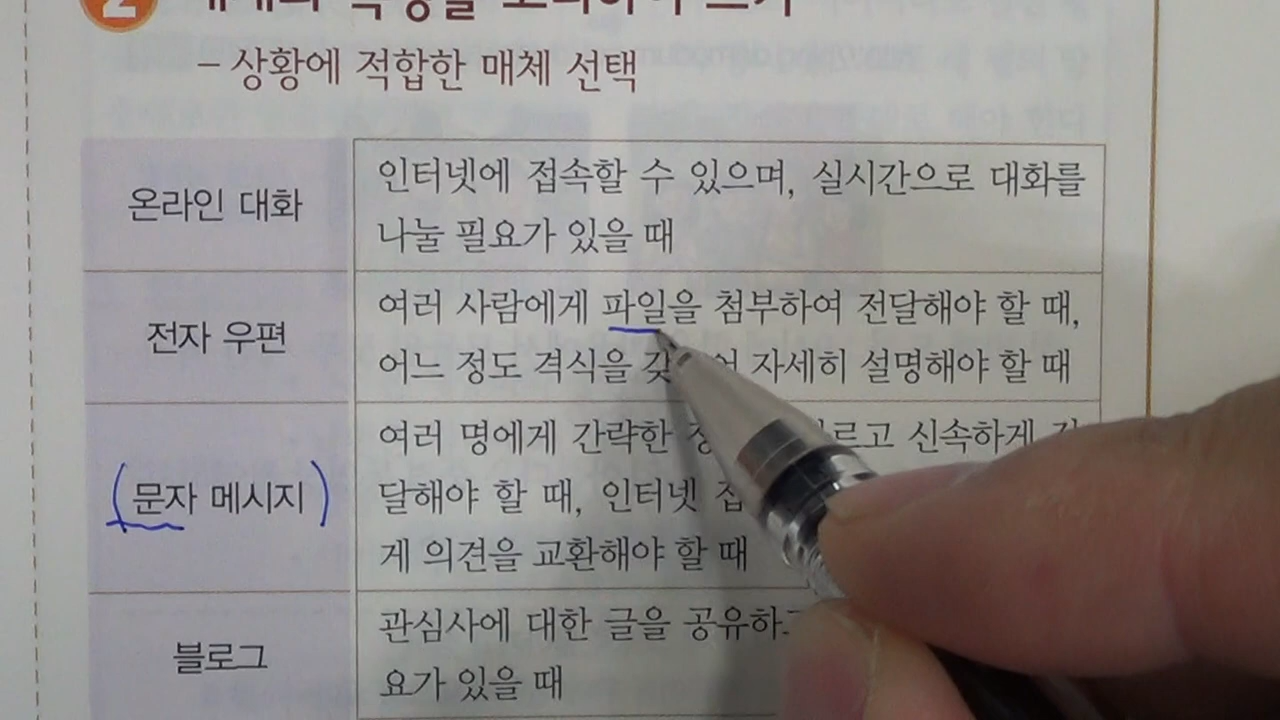 2
– 상황에 적합한 매체 선택
온라인 대화
인터넷에 접속할 수 있으며, 실시간으로 대화를
나눌 필요가 있을 때
전자 우편
여러 사람에게 파일을 첨부하여 전달해야 할 때,
어느 정도 격식을 자세히 설명해야 할 때
문자 메시지
여러 명에게 간략한 신속하게
달해야 할 때, 인터넷
게 의견을 교환해야 할 때
블로그
관심사에 대한 글을
요가 있을 때